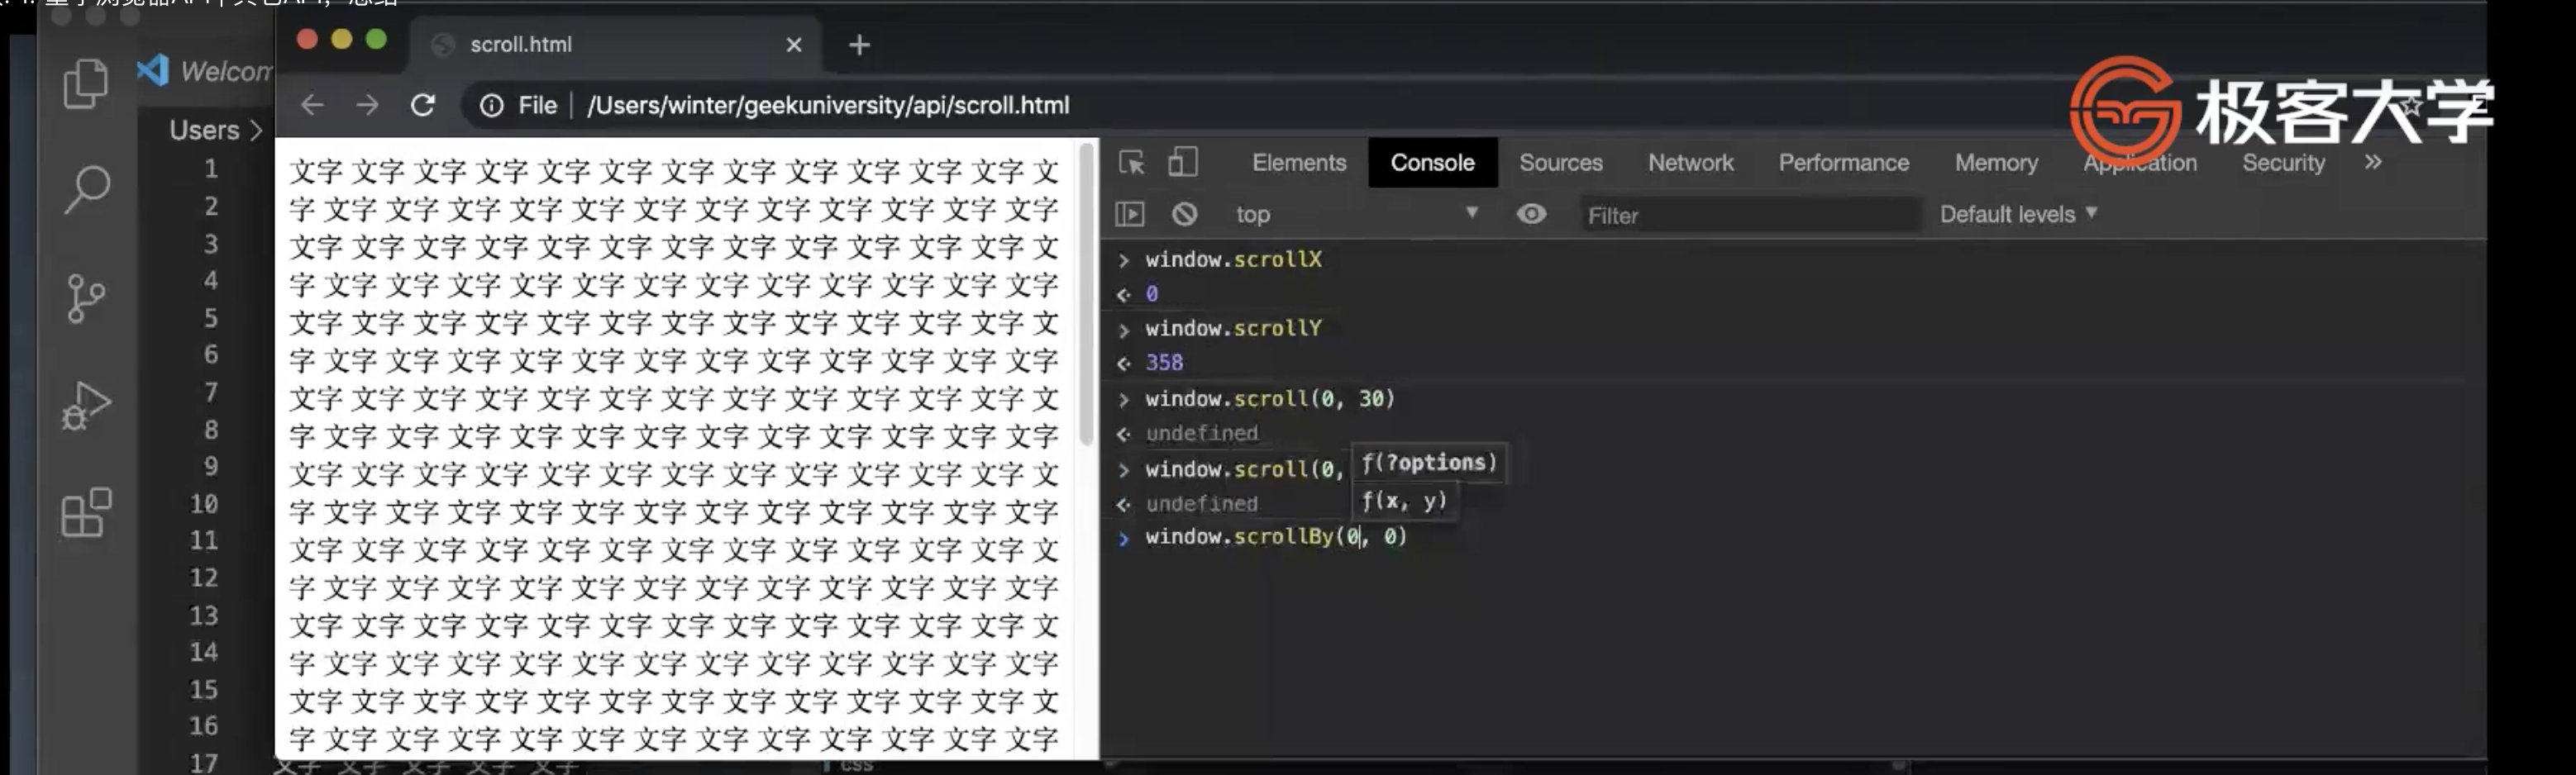 scroll.html
Welcom
File | /Users/winter/geekuniversity/api/scroll.html
极客大学
Users >
Elements Console Sources Network Performance Memory Application Security »
top Filter Default levels
1
2
3
4
5
6
7
8
9
10
11
12
13
14
15
16
17
文字 文字 文字 文字 文字 文字 文字 文字 文字 文字 文字 文字 文
字 文字 文字 文字 文字 文字 文字 文字 文字 文字 文字 文字 文字
文字 文字 文字 文字 文字 文字 文字 文字 文字 文字 文字 文字 文
字 文字 文字 文字 文字 文字 文字 文字 文字 文字 文字 文字 文字
文字 文字 文字 文字 文字 文字 文字 文字 文字 文字 文字 文字 文
字 文字 文字 文字 文字 文字 文字 文字 文字 文字 文字 文字 文字
文字 文字 文字 文字 文字 文字 文字 文字 文字 文字 文字 文字 文
字 文字 文字 文字 文字 文字 文字 文字 文字 文字 文字 文字 文字
文字 文字 文字 文字 文字 文字 文字 文字 文字 文字 文字 文字 文
字 文字 文字 文字 文字 文字 文字 文字 文字 文字 文字 文字 文字
文字 文字 文字 文字 文字 文字 文字 文字 文字 文字 文字 文字 文
字 文字 文字 文字 文字 文字 文字 文字 文字 文字 文字 文字 文字
文字 文字 文字 文字 文字 文字 文字 文字 文字 文字 文字 文字 文
字 文字 文字 文字 文字 文字 文字 文字 文字 文字 文字 文字 文字
文字 文字 文字 文字 文字 文字 文字 文字 文字 文字 文字 文字 文
字 文字 文字 文字 文字 文字 文字 文字 文字 文字 文字 文字 文字
> window.scrollX
0
> window.scrollY
358
> window.scroll(0, 30)
undefined
> window.scroll(0,
ƒ(?options)
undefined
ƒ(x, y)
> window.scrollBy(0, 0)
css